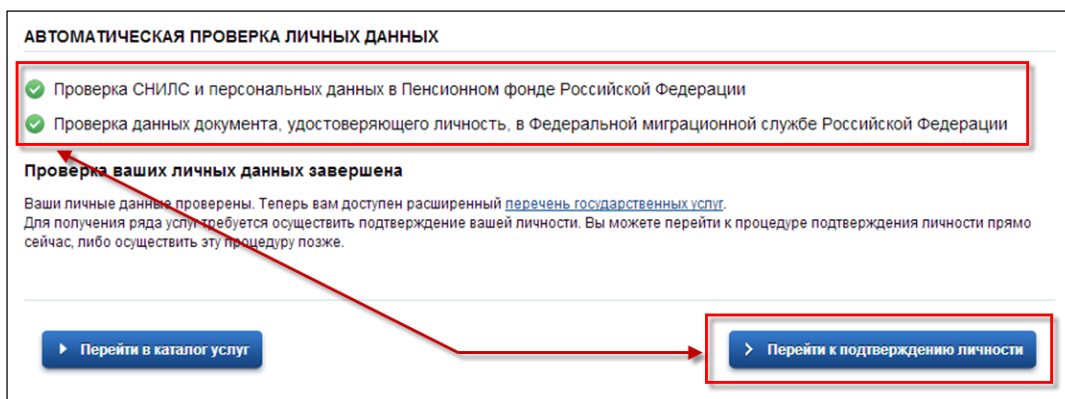 АВТОМАТИЧЕСКАЯ ПРОВЕРКА ЛИЧНЫХ ДАННЫХ
Проверка СНИЛС и персональных данных в Пенсионном фонде Российской Федерации
Проверка данных документа, удостоверяющего личность, в Федеральной миграционной службе Российской Федерации
Проверка ваших личных данных завершена
Ваши личные данные проверены. Теперь вам доступен расширенный перечень государственных услуг.
Для получения ряда услуг требуется осуществить подтверждение вашей личности. Вы можете перейти к процедуре подтверждения личности прямо
сейчас, либо осуществить эту процедуру позже.
Перейти в каталог услуг
Перейти к подтверждению личности